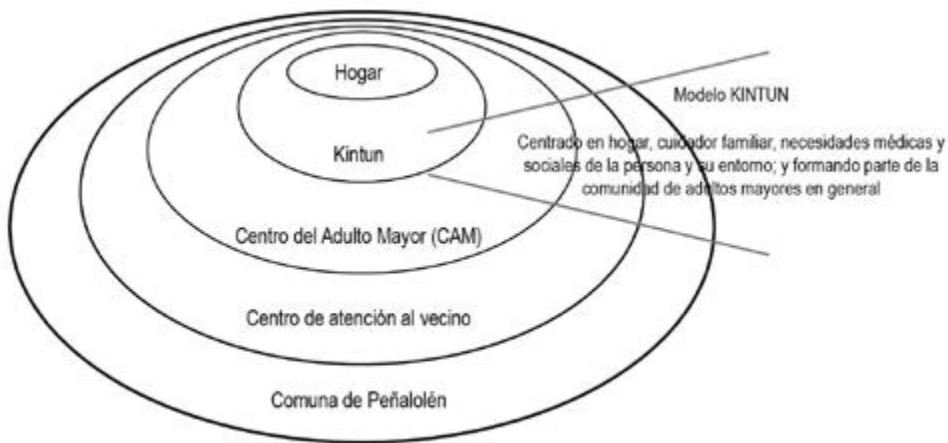 Hogar
Modelo KINTUN
Kintun
Centrado en hogar, cuidador familiar, necesidades médicas y
sociales de la persona y su entorno; y formando parte de la
comunidad de adultos mayores en general
Centro del Adulto Mayor (CAM)
Centro de atención al vecino
Comuna de Peñalolén